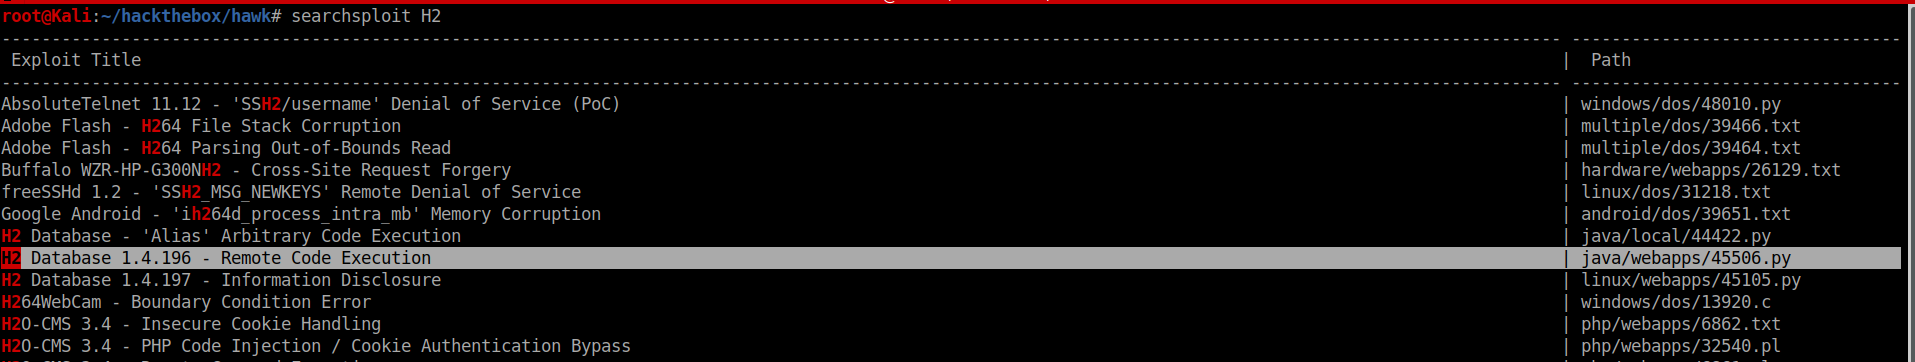 root@Kali:~/hackthebox/hawk# searchsploit H2
Exploit Title | Path
AbsoluteTelnet 11.12 - 'SSH2/username' Denial of Service (PoC) | windows/dos/48010.py
Adobe Flash - H264 File Stack Corruption | multiple/dos/39466.txt
Adobe Flash - H264 Parsing Out-of-Bounds Read | multiple/dos/39464.txt
Buffalo WZR-HP-G300NH2 - Cross-Site Request Forgery | hardware/webapps/26129.txt
freeSSHd 1.2 - 'SSH2_MSG_NEWKEYS' Remote Denial of Service | linux/dos/31218.txt
Google Android - 'ih264d_process_intra_mb' Memory Corruption | android/dos/39651.txt
H2 Database - 'Alias' Arbitrary Code Execution | java/local/44422.py
H2 Database 1.4.196 - Remote Code Execution | java/webapps/45506.py
H2 Database 1.4.197 - Information Disclosure | linux/webapps/45105.py
H264WebCam - Boundary Condition Error | windows/dos/13920.c
H2O-CMS 3.4 - Insecure Cookie Handling | php/webapps/6862.txt
H2O-CMS 3.4 - PHP Code Injection / Cookie Authentication Bypass | php/webapps/32540.pl